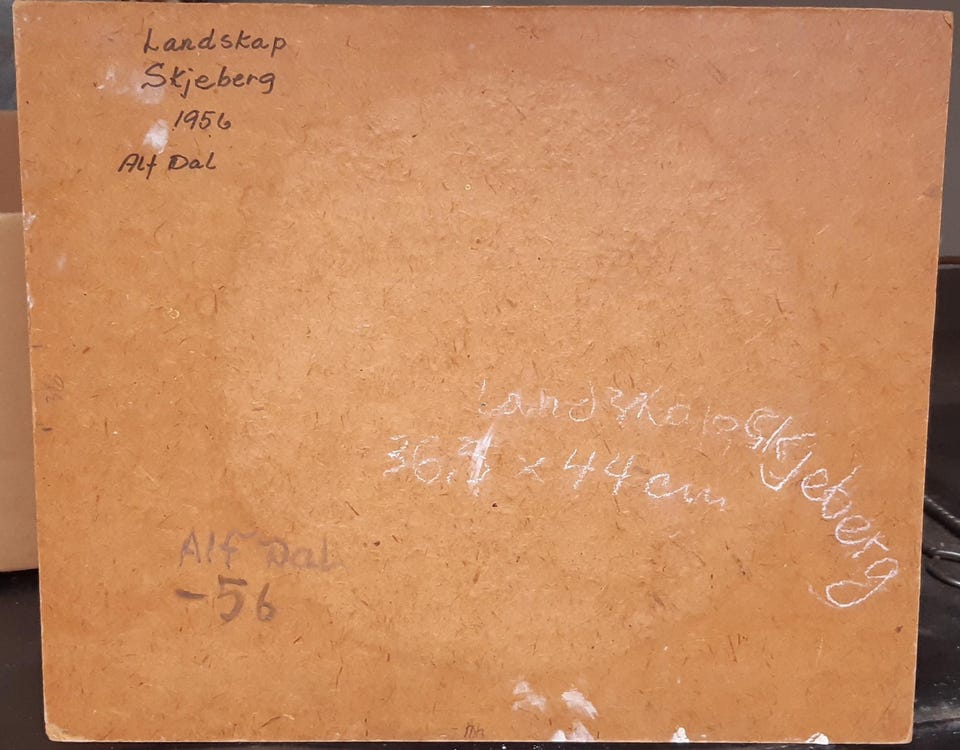 Landskap
Skjeberg
1956
Alf Dal
Landskap Skjeberg
x 44 cm
Alf Dal
-56